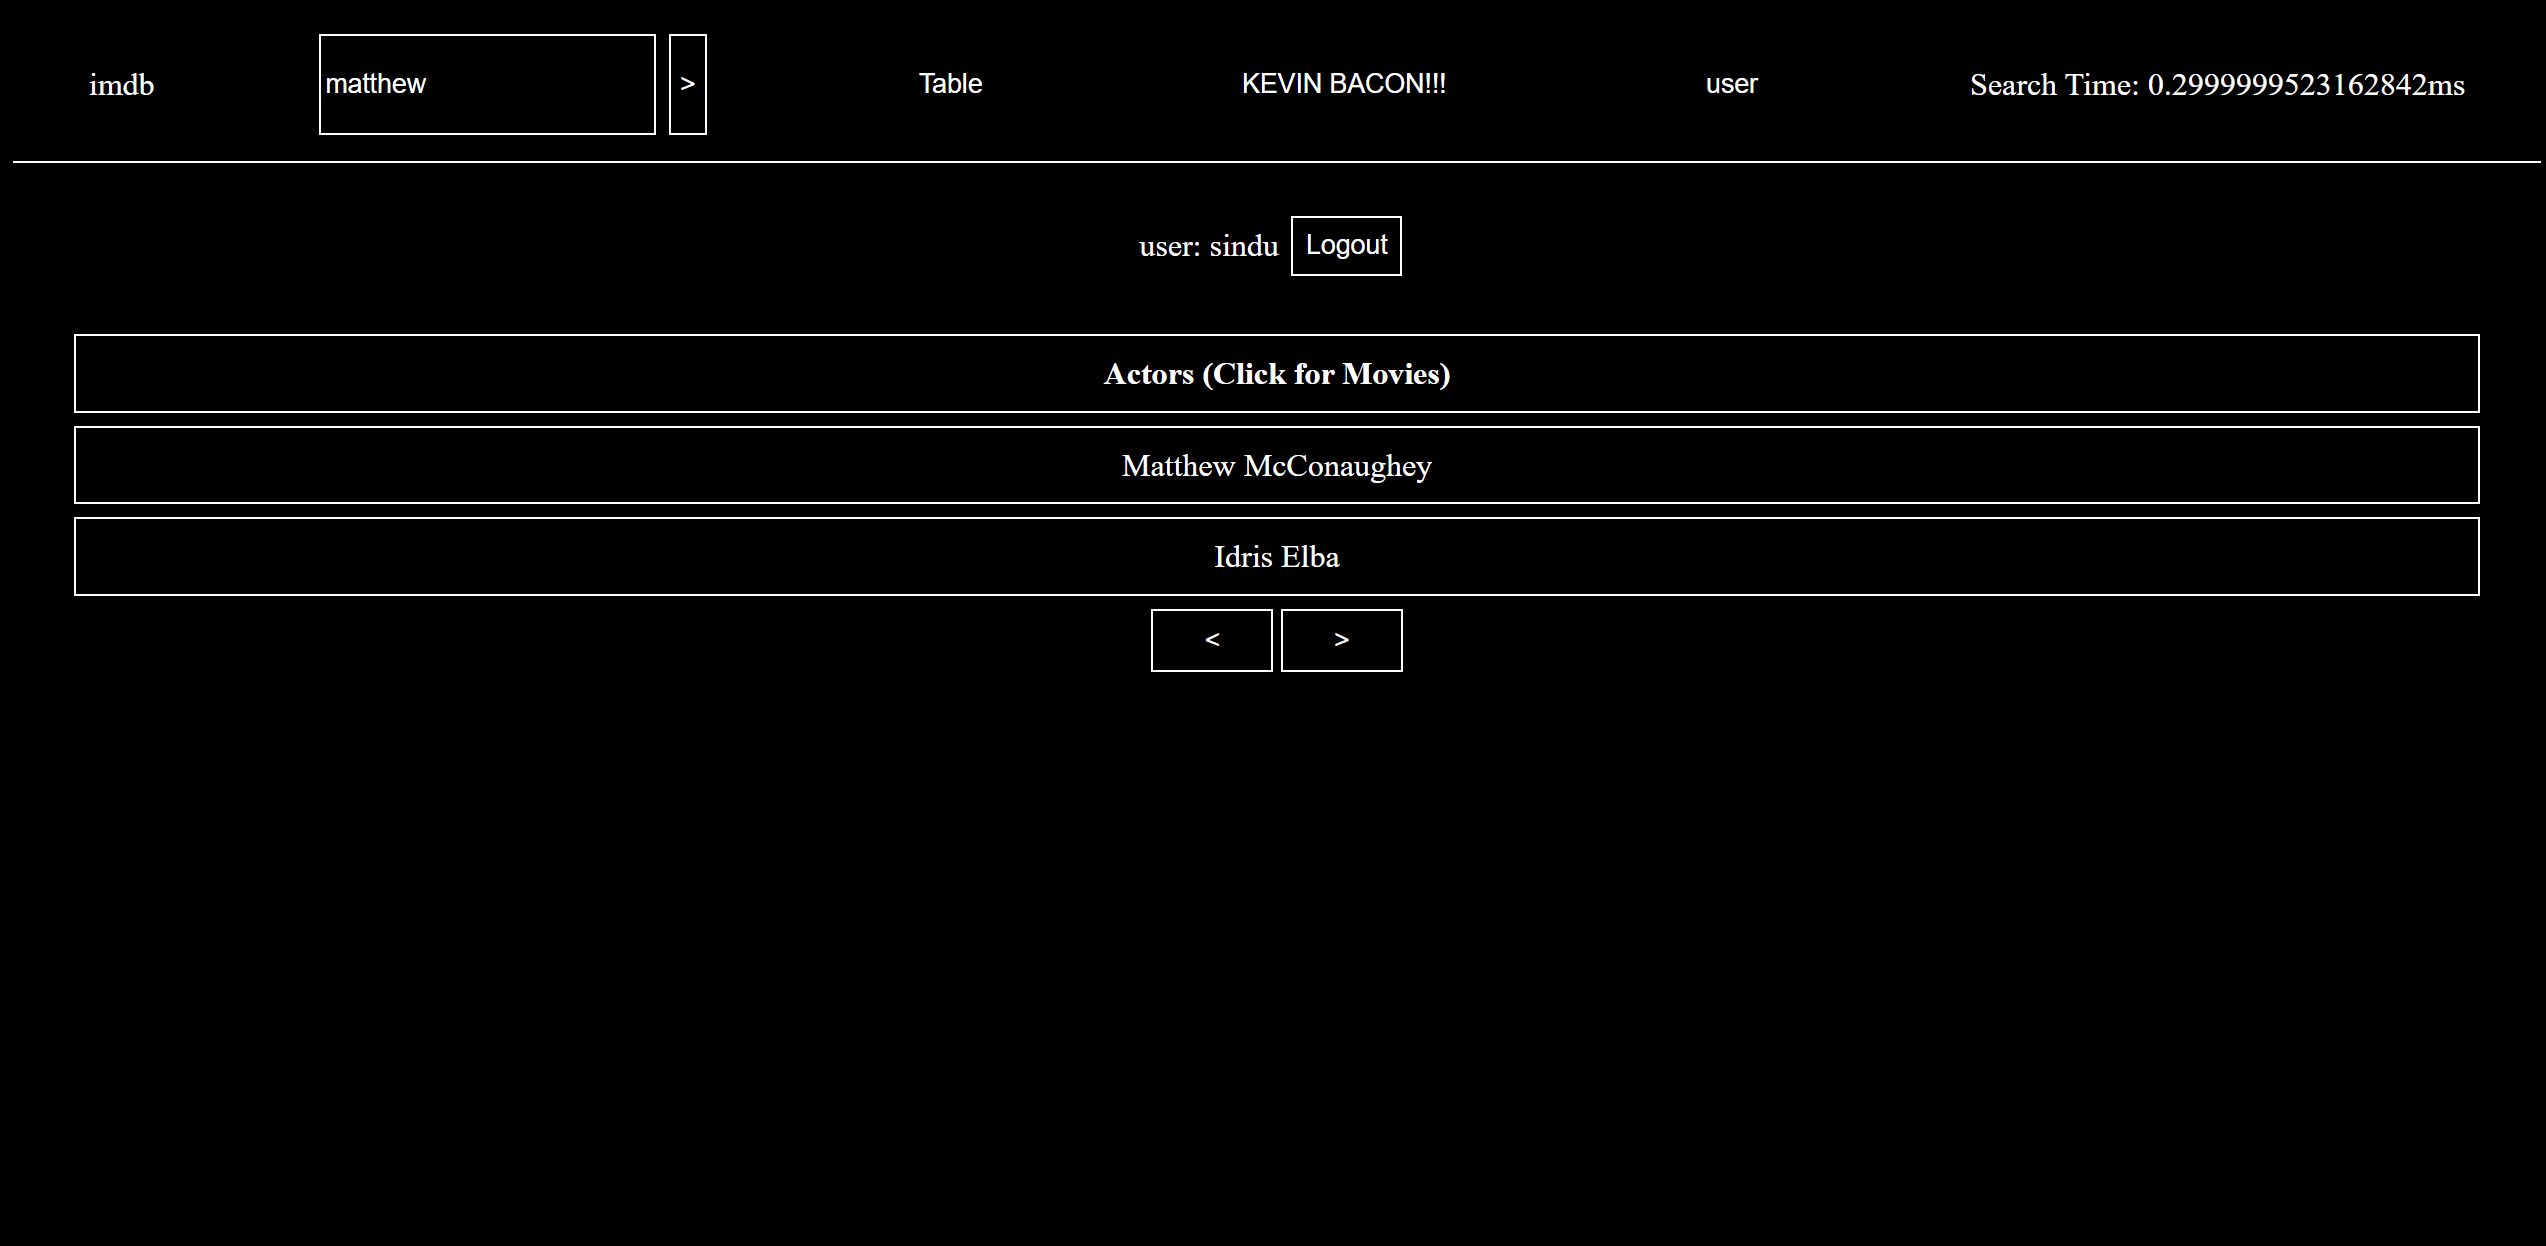 imdb matthew > Table KEVIN BACON!!! user Search Time: 0.2999999523162842ms
user: sindu Logout
Actors (Click for Movies)
Matthew McConaughey
Idris Elba
< >